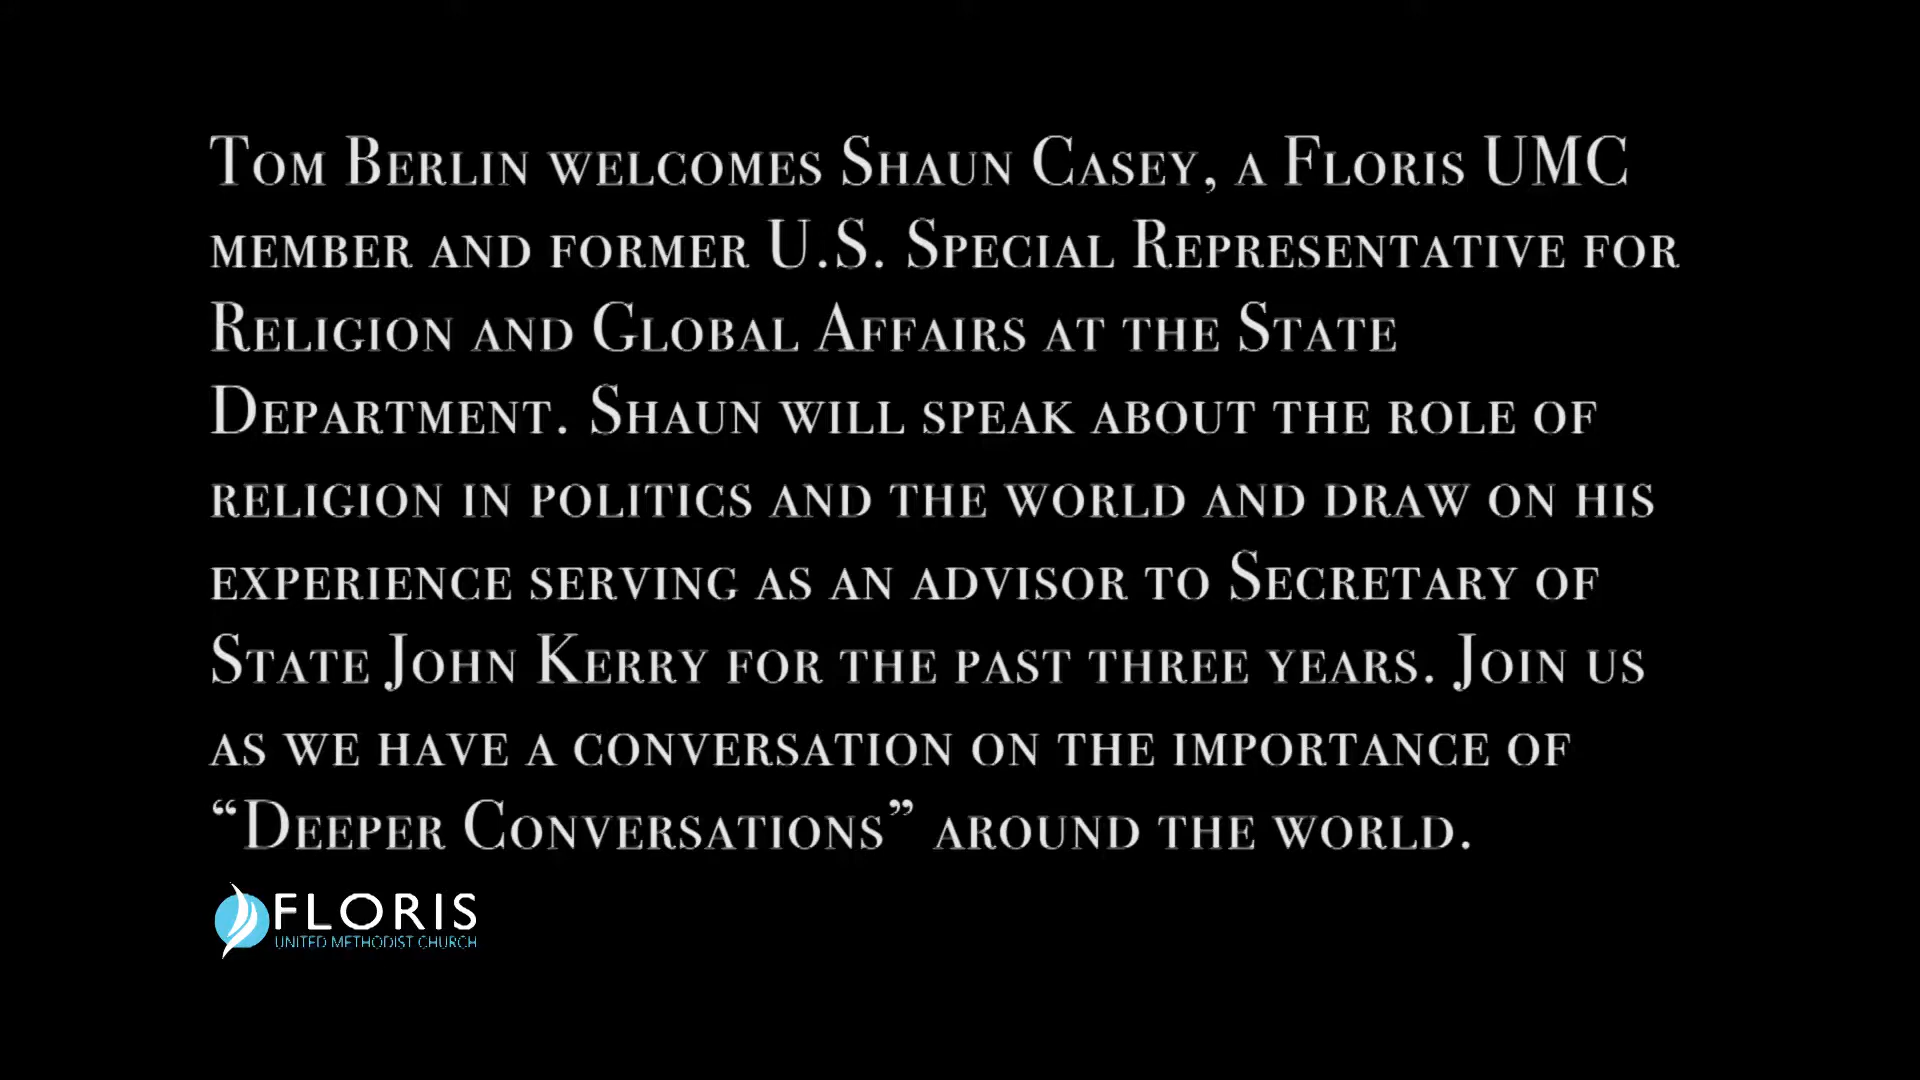 Tom Berlin welcomes Shaun Casey, a Floris UMC
member and former U.S. Special Representative for
Religion and Global Affairs at the State
Department. Shaun will speak about the role of
religion in politics and the world and draw on his
experience serving as an advisor to Secretary of
State John Kerry for the past three years. Join us
as we have a conversation on the importance of
“Deeper Conversations” around the world.
FLORIS
UNITED METHODIST CHURCH